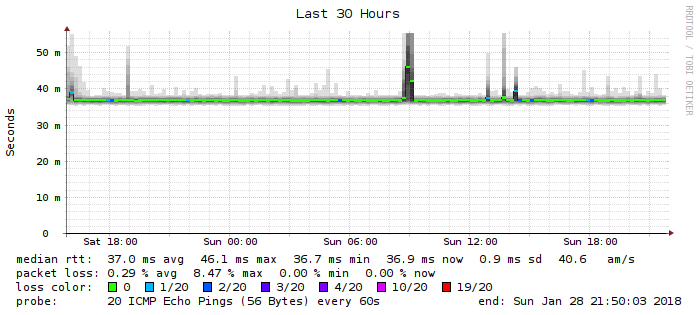 Last 30 Hours
RRDTOOL / TOBI OETIKER
Seconds
50 m
40 m
30 m
20 m
10 m
0
Sat 18:00 Sun 00:00 Sun 06:00 Sun 12:00 Sun 18:00
median rtt: 37.0 ms avg 46.1 ms max 36.7 ms min 36.9 ms now 0.9 ms sd 40.6 am/s
packet loss: 0.29 % avg 8.47 % max 0.00 % min 0.00 % now
loss color: 0 1/20 2/20 3/20 4/20 10/20 19/20
probe: 20 ICMP Echo Pings (56 Bytes) every 60s end: Sun Jan 28 21:50:03 2018